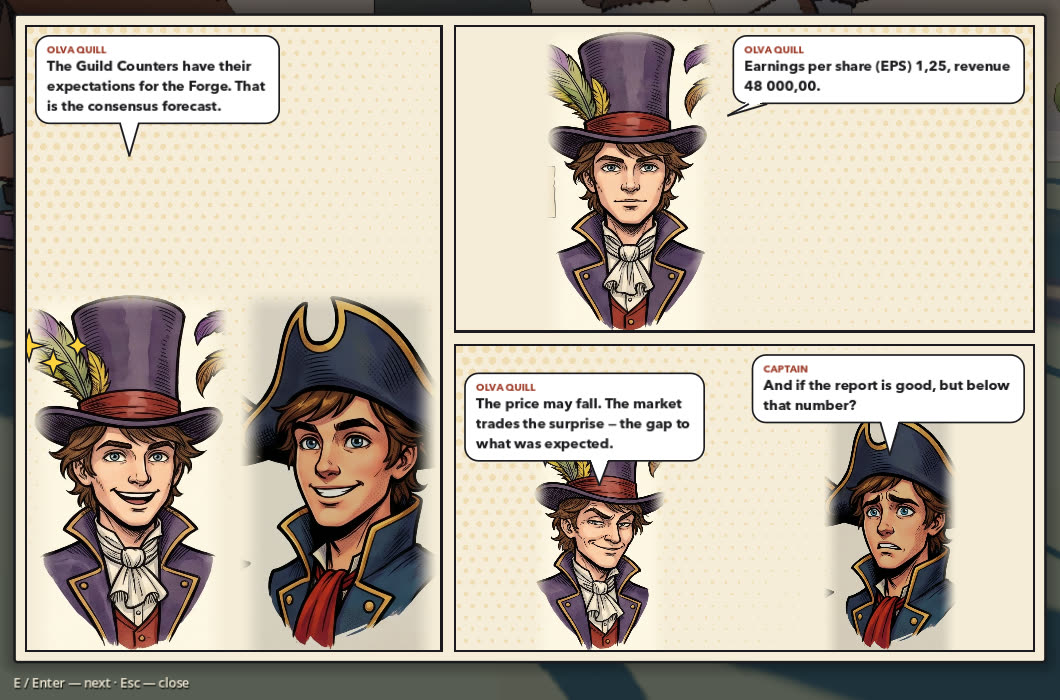 OLVA QUILL
The Guild Counters have their
expectations for the Forge. That
is the consensus forecast.
OLVA QUILL
Earnings per share (EPS) 1,25, revenue
48 000,00.
CAPTAIN
And if the report is good, but below
that number?
OLVA QUILL
The price may fall. The market
trades the surprise – the gap to
what was expected.
E / Enter — next · Esc — close